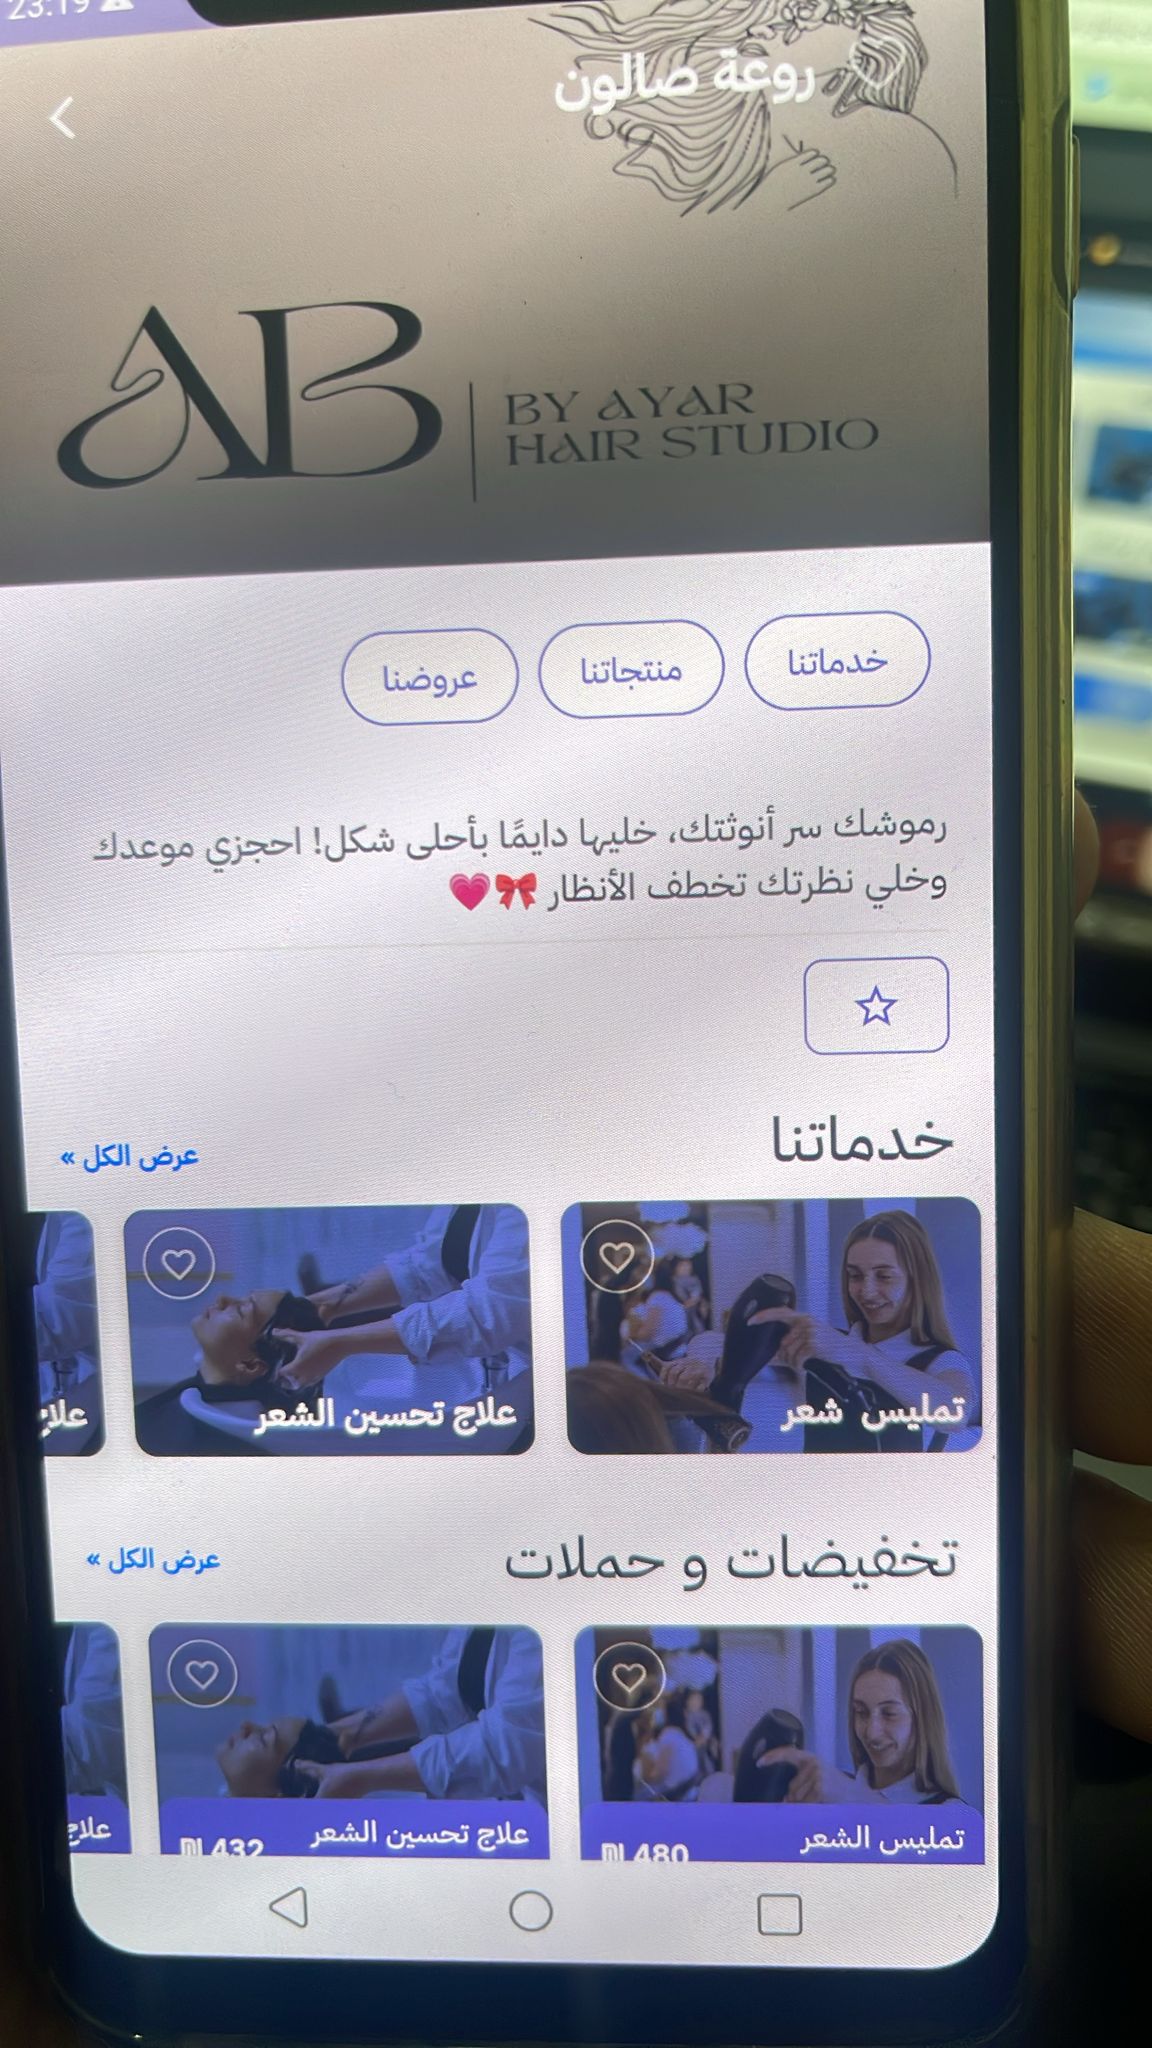 23:19
روعة صالون
AB
BY AYAR
HAIR STUDIO
خدماتنا
منتجاتنا
عروضنا
رموشك سر أنوثتك، خليها دايمًا بأحلى شكل! احجزي موعدك
وخلي نظرتك تخطف الأنظار 🎀💗
خدماتنا
عرض الكل »
تمليس شعر
علاج تحسين الشعر
علاج
تخفيضات و حملات
عرض الكل »
تمليس الشعر
₪ 480
علاج تحسين الشعر
₪ 432
علاج